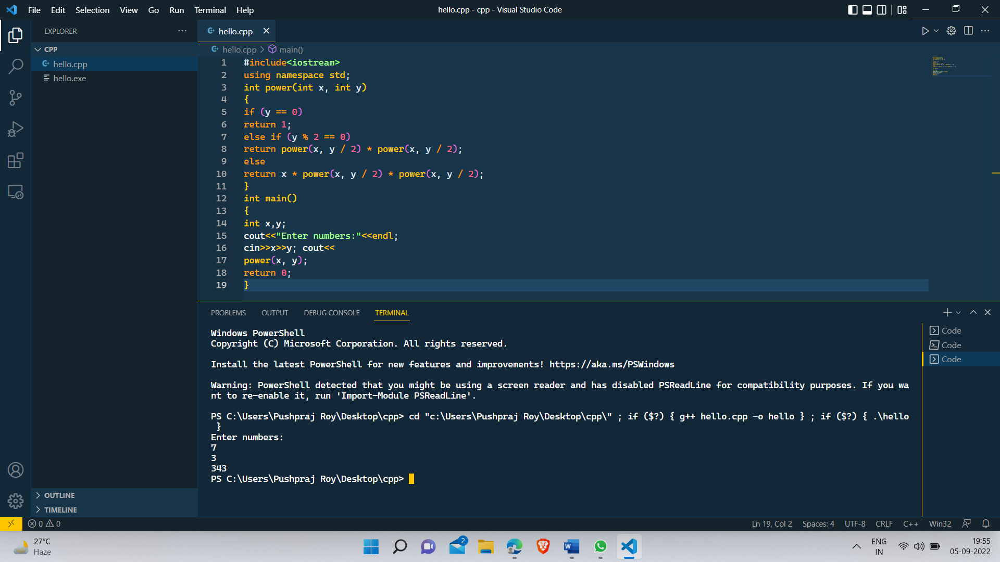 File Edit Selection View Go Run Terminal Help
hello.cpp - cpp - Visual Studio Code
EXPLORER
CPP
hello.cpp
hello.exe
OUTLINE
TIMELINE
hello.cpp
hello.cpp > main()
1 #include<iostream>
2 using namespace std;
3 int power(int x, int y)
4 {
5 if (y == 0)
6 return 1;
7 else if (y % 2 == 0)
8 return power(x, y / 2) * power(x, y / 2);
9 else
10 return x * power(x, y / 2) * power(x, y / 2);
11 }
12 int main()
13 {
14 int x,y;
15 cout<<"Enter numbers:"<<endl;
16 cin>>x>>y; cout<<
17 power(x, y);
18 return 0;
19 }
PROBLEMS OUTPUT DEBUG CONSOLE TERMINAL
Windows PowerShell
Copyright (C) Microsoft Corporation. All rights reserved.
Install the latest PowerShell for new features and improvements! https://aka.ms/PSWindows
Warning: PowerShell detected that you might be using a screen reader and has disabled PSReadLine for compatibility purposes. If you wa
nt to re-enable it, run 'Import-Module PSReadLine'.
PS C:\Users\Pushpraj Roy\Desktop\cpp> cd "c:\Users\Pushpraj Roy\Desktop\cpp\" ; if ($?) { g++ hello.cpp -o hello } ; if ($?) { .\hello
}
Enter numbers:
7
3
343
PS C:\Users\Pushpraj Roy\Desktop\cpp>
Code
Code
Code
0 0
Ln 19, Col 2 Spaces: 4 UTF-8 CRLF C++ Win32
27°C
Haze
2
ENG
IN
19:55
05-09-2022